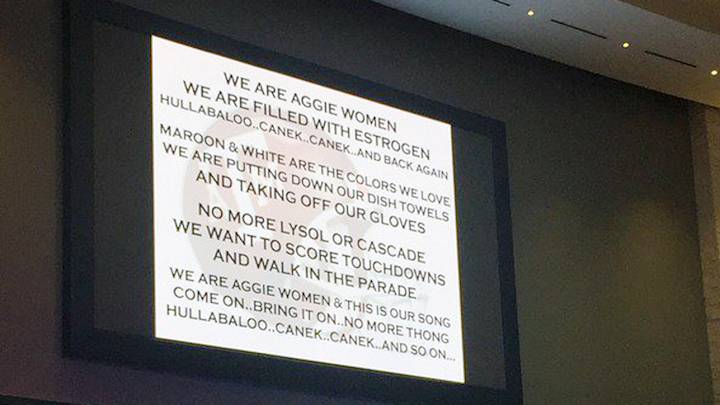 WE ARE AGGIE WOMEN
WE ARE FILLED WITH ESTROGEN
HULLABALOO..CANEK..CANEK..AND BACK AGAIN
MAROON & WHITE ARE THE COLORS WE LOVE
WE ARE PUTTING DOWN OUR DISH TOWELS
AND TAKING OFF OUR GLOVES
NO MORE LYSOL OR CASCADE
WE WANT TO SCORE TOUCHDOWNS
AND WALK IN THE PARADE
WE ARE AGGIE WOMEN & THIS IS OUR SONG
COME ON..BRING IT ON..NO MORE THONG
HULLABALOO..CANEK..CANEK..AND SO ON...